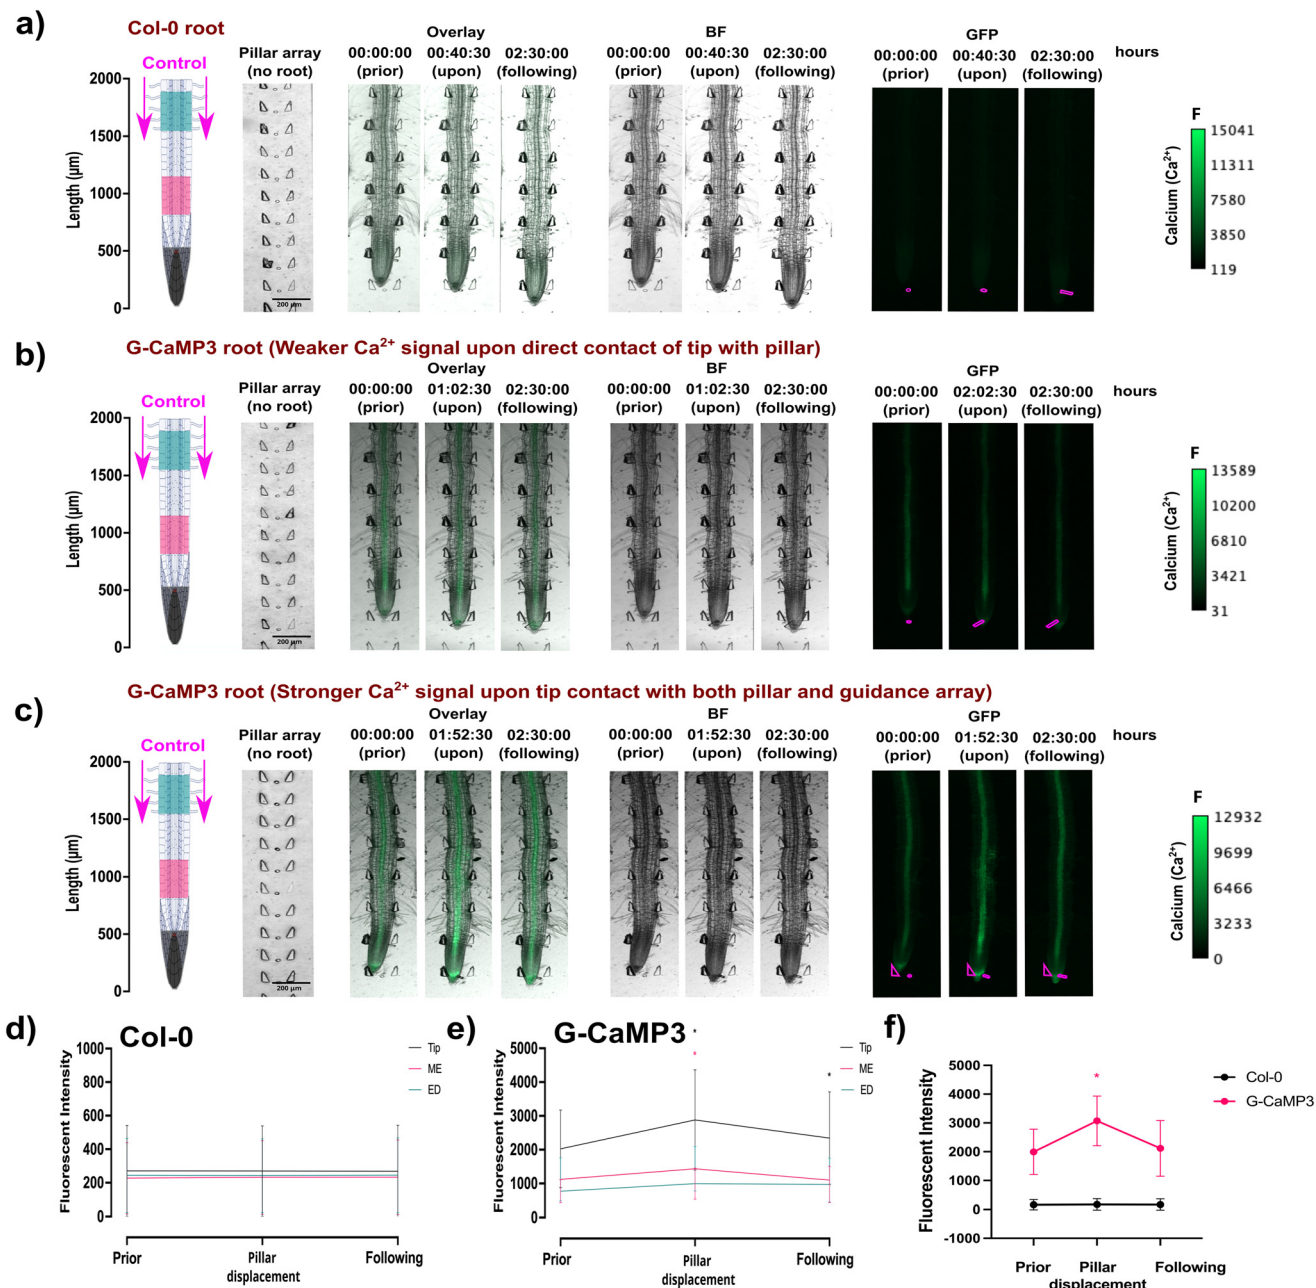 a)
Col-0 root
Control
Length (µm)
2000
1500
1000
500
0
Pillar array
(no root)
200 µm
Overlay
00:00:00 00:40:30 02:30:00
(prior) (upon) (following)
BF
00:00:00 00:40:30 02:30:00
(prior) (upon) (following)
GFP
00:00:00 00:40:30 02:30:00
(prior) (upon) (following)
hours
F
Calcium (Ca²⁺)
15041
11311
7580
3850
119
b)
G-CaMP3 root (Weaker Ca²⁺ signal upon direct contact of tip with pillar)
Control
Length (µm)
2000
1500
1000
500
0
Pillar array
(no root)
200 µm
Overlay
00:00:00 01:02:30 02:30:00
(prior) (upon) (following)
BF
00:00:00 01:02:30 02:30:00
(prior) (upon) (following)
GFP
00:00:00 02:02:30 02:30:00
(prior) (upon) (following)
hours
F
Calcium (Ca²⁺)
13589
10200
6810
3421
31
c)
G-CaMP3 root (Stronger Ca²⁺ signal upon tip contact with both pillar and guidance array)
Control
Length (µm)
2000
1500
1000
500
0
Pillar array
(no root)
200 µm
Overlay
00:00:00 01:52:30 02:30:00
(prior) (upon) (following)
BF
00:00:00 01:52:30 02:30:00
(prior) (upon) (following)
GFP
00:00:00 01:52:30 02:30:00
(prior) (upon) (following)
hours
F
Calcium (Ca²⁺)
12932
9699
6466
3233
0
d)
Col-0
Fluorescent Intensity
1000
800
600
400
200
0
Tip
ME
ED
Prior
Pillar
displacement
Following
e)
G-CaMP3
Fluorescent Intensity
5000
4000
3000
2000
1000
0
*
*
*
Tip
ME
ED
Prior
Pillar
displacement
Following
f)
Fluorescent Intensity
5000
4000
3000
2000
1000
0
-1000
*
Col-0
G-CaMP3
Prior
Pillar
displacement
Following